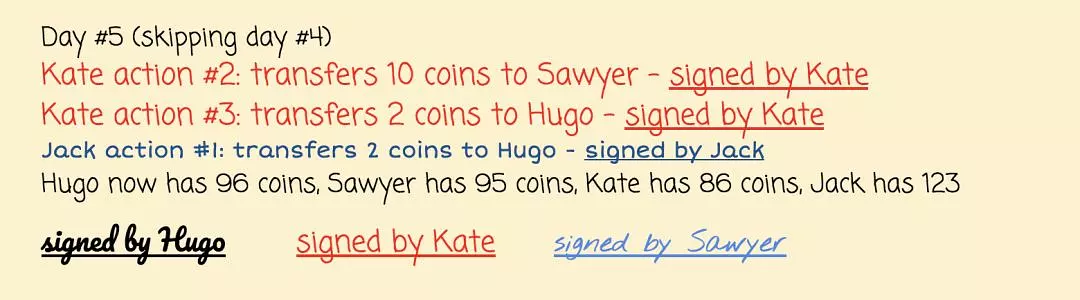 Day #5 (skipping day #4)
Kate action #2: transfers 10 coins to Sawyer - signed by Kate
Kate action #3: transfers 2 coins to Hugo - signed by Kate
Jack action #1: transfers 2 coins to Hugo - signed by Jack
Hugo now has 96 coins, Sawyer has 95 coins, Kate has 86 coins, Jack has 123
signed by Hugo signed by Kate signed by Sawyer